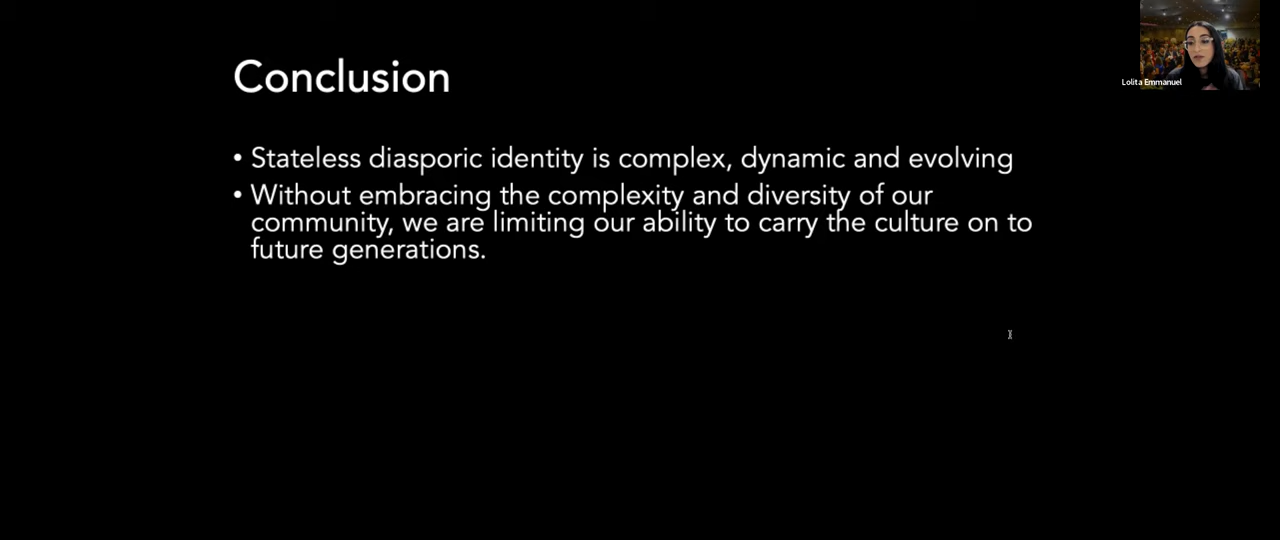 Conclusion
• Stateless diasporic identity is complex, dynamic and evolving
• Without embracing the complexity and diversity of our
community, we are limiting our ability to carry the culture on to
future generations.
Lolita Emmanuel